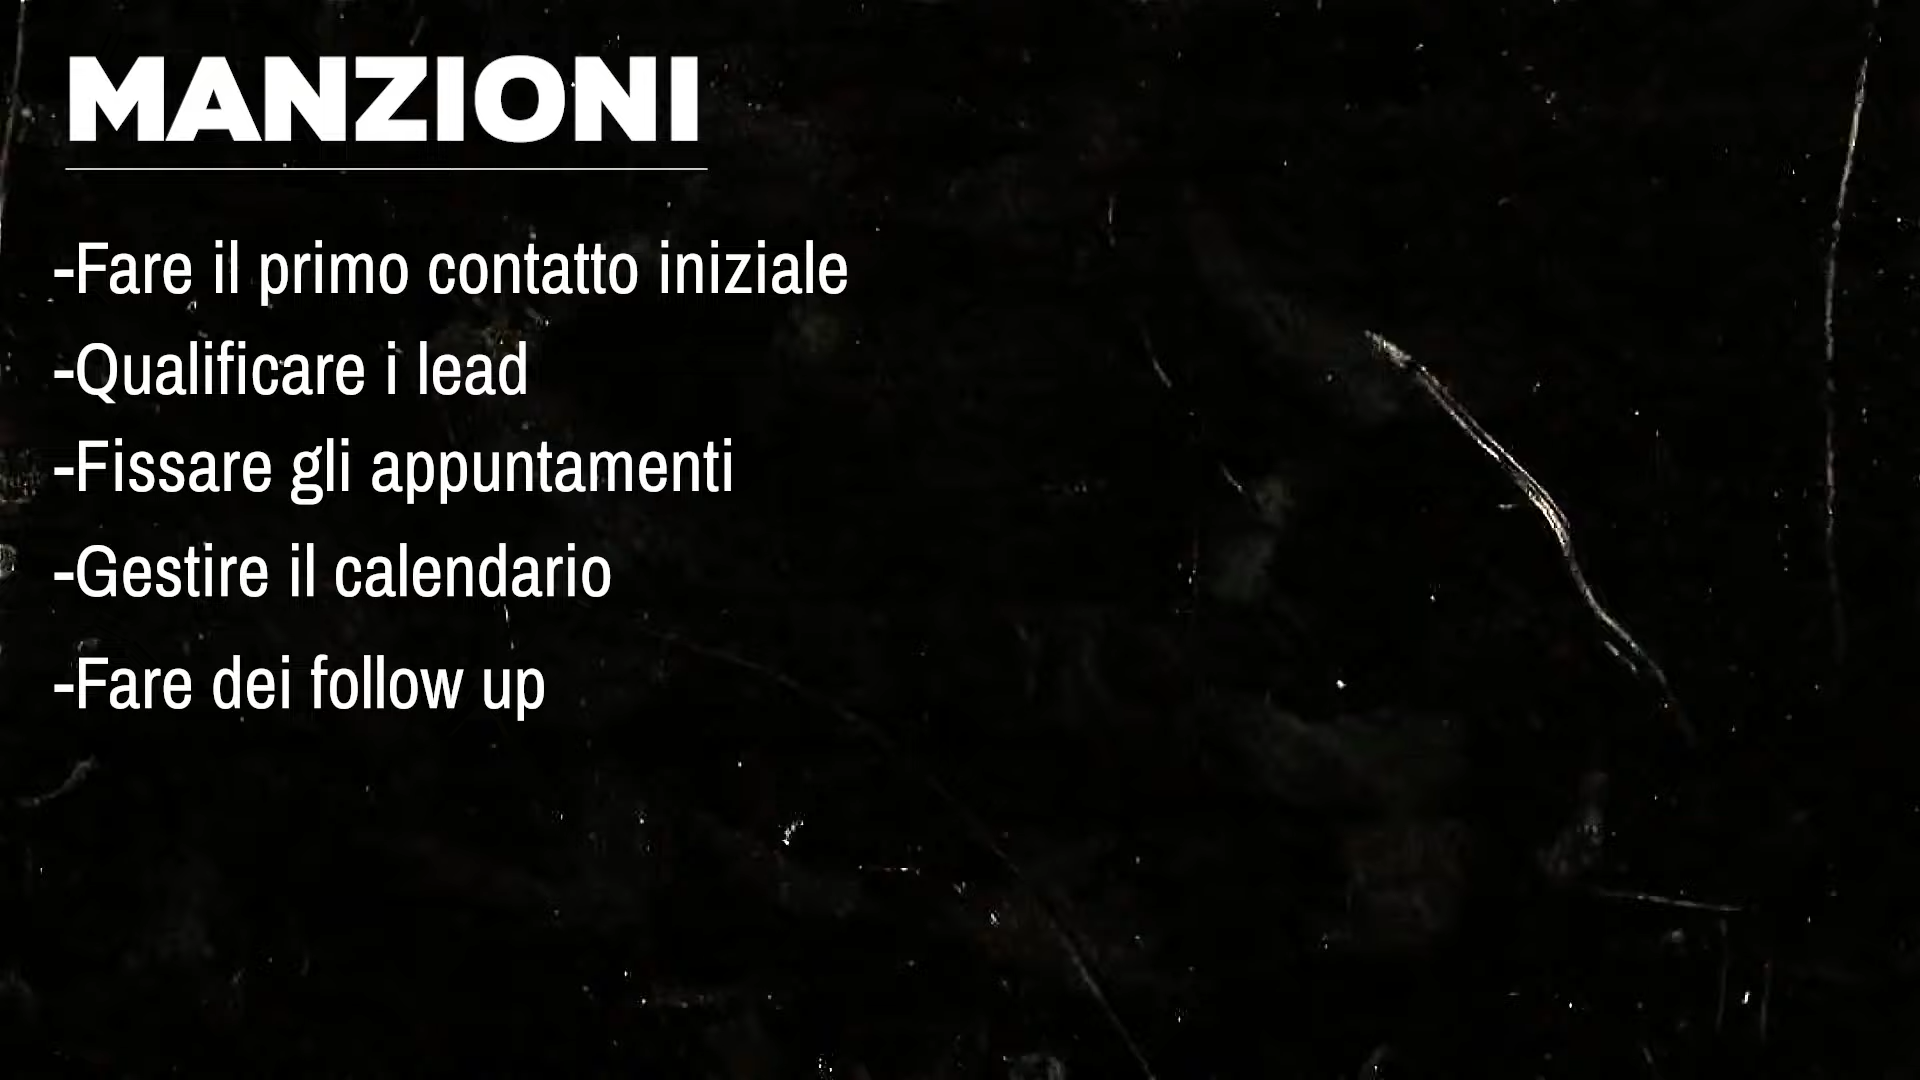 MANZIONI
-Fare il primo contatto iniziale
-Qualificare i lead
-Fissare gli appuntamenti
-Gestire il calendario
-Fare dei follow up